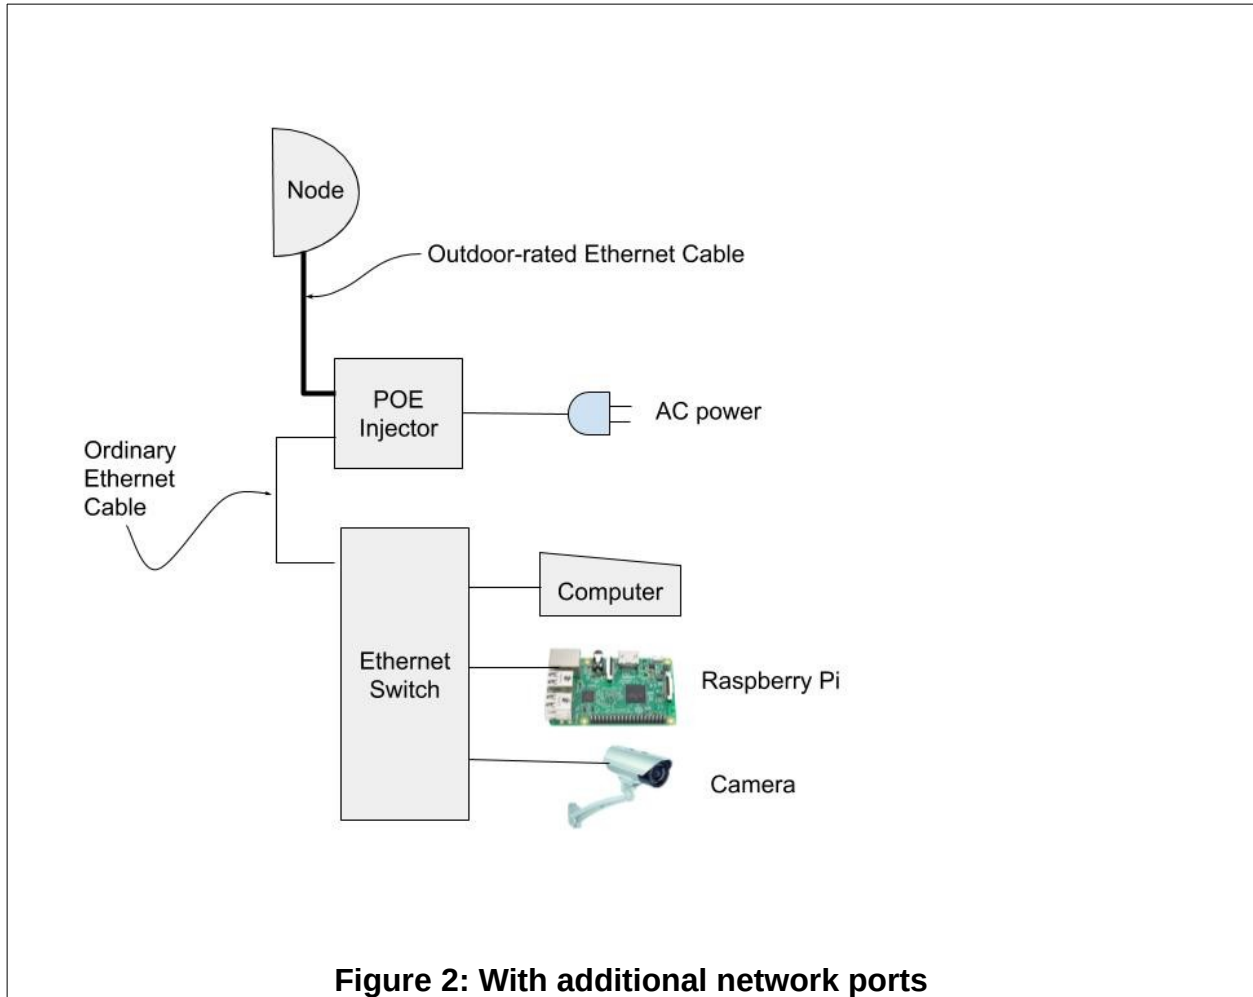 Node
Outdoor-rated Ethernet Cable
POE
Injector
AC power
Ordinary
Ethernet
Cable
Computer
Ethernet
Switch
Raspberry Pi
Camera
Figure 2: With additional network ports